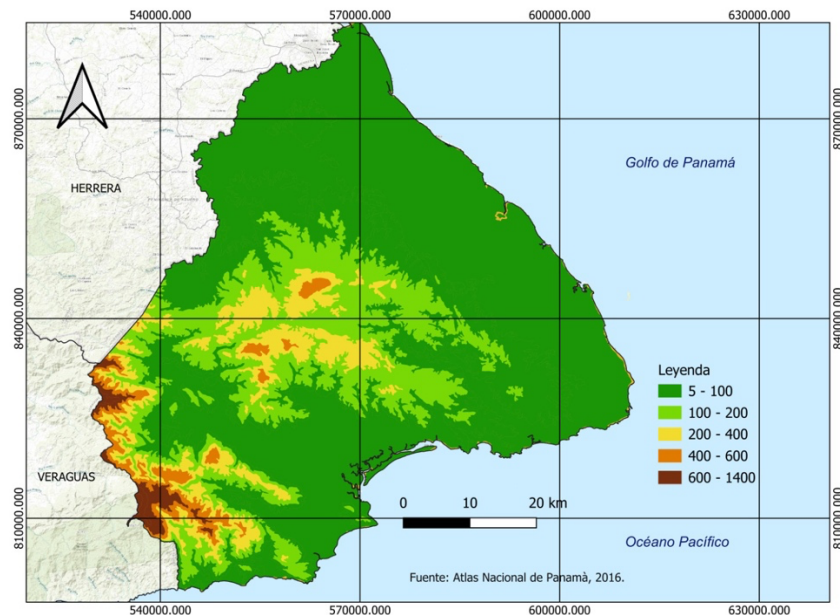 540000.000
570000.000
600000.000
630000.000
870000.000
870000.000
Golfo de Panamá
HERRERA
840000.000
840000.000
Leyenda
5 - 100
100 - 200
200 - 400
400 - 600
600 - 1400
VERAGUAS
0
10
20 km
810000.000
810000.000
Océano Pacífico
Fuente: Atlas Nacional de Panamà, 2016.
540000.000
570000.000
600000.000
630000.000